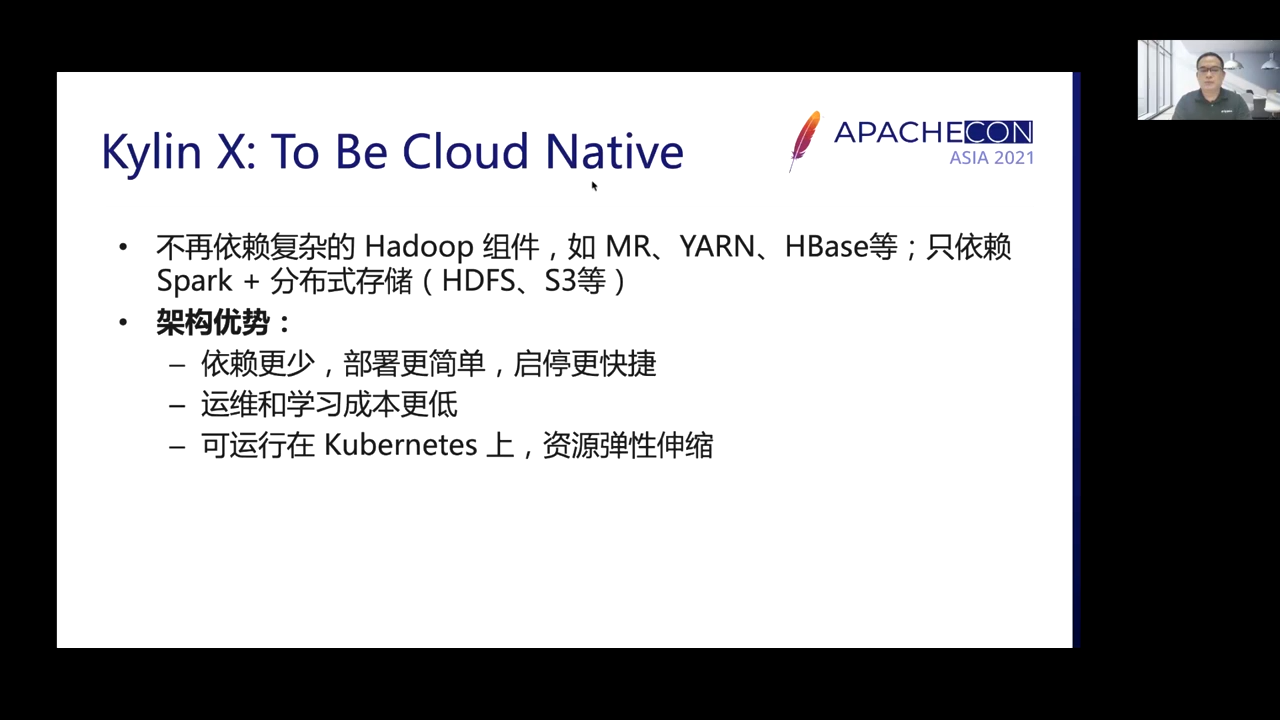 Kylin X: To Be Cloud Native
APACHECON
ASIA 2021
• 不再依赖复杂的 Hadoop 组件，如 MR、YARN、HBase等；只依赖
Spark + 分布式存储（HDFS、S3等）
• 架构优势：
– 依赖更少，部署更简单，启停更快捷
– 运维和学习成本更低
– 可运行在 Kubernetes 上，资源弹性伸缩